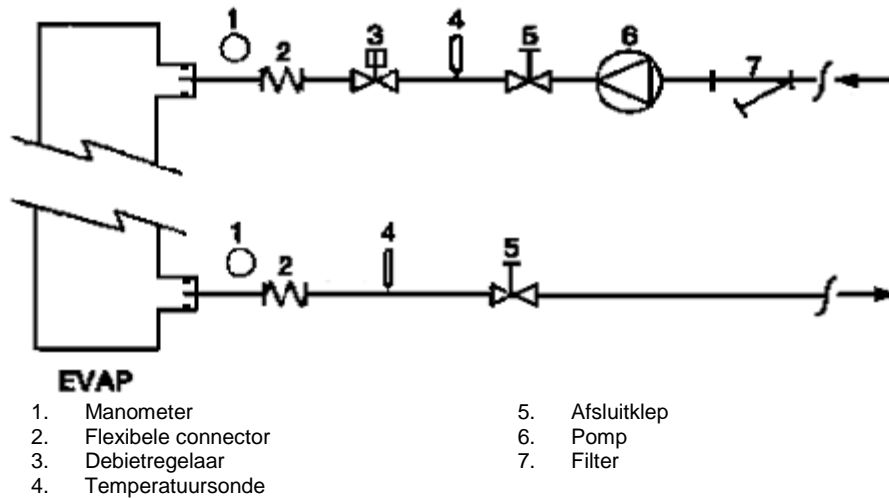 1 2 3 4 5 6 7
1 2 4 5
EVAP
1. Manometer
2. Flexibele connector
3. Debietregelaar
4. Temperatuursonde
5. Afsluitklep
6. Pomp
7. Filter